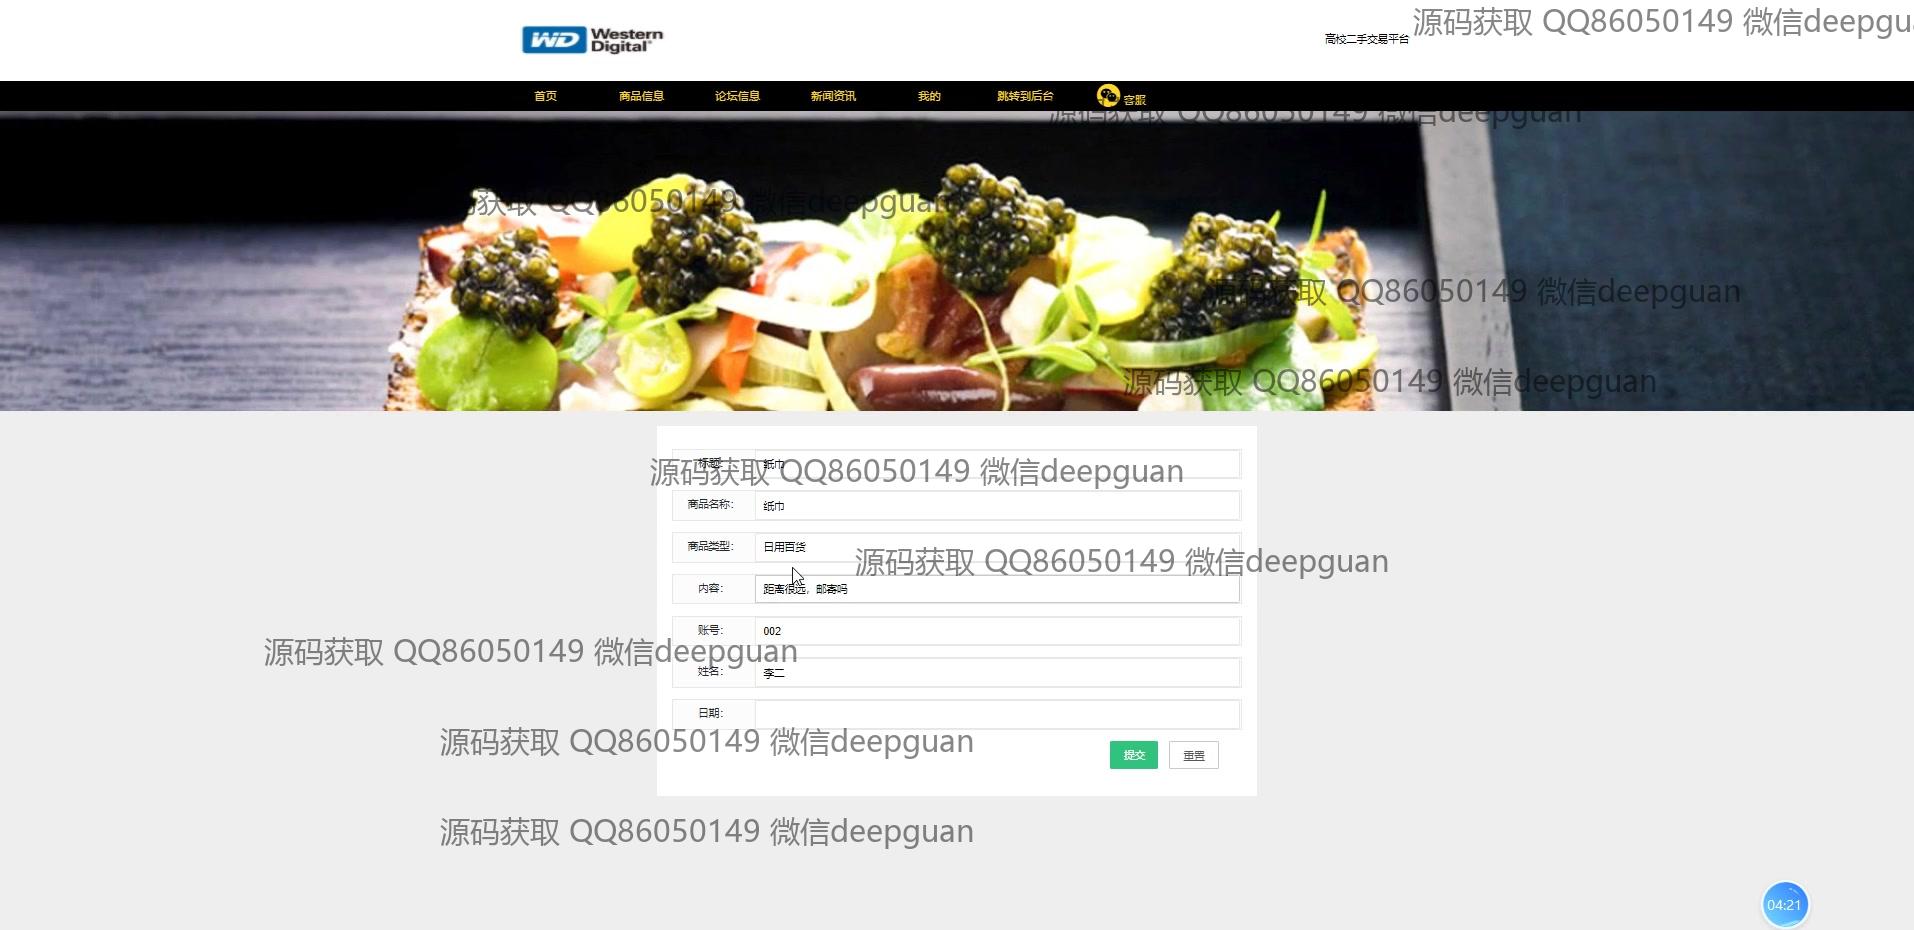 WD Western
Digital
高校二手交易平台
源码获取 QQ86050149 微信deepgu
首页 商品信息 论坛信息 新闻资讯 我的 跳转到后台 客服
源码获取 QQ86050149 微信deepguan
获取 QQ86050149 微信deepguan
源码获取 QQ86050149 微信deepguan
源码获取 QQ86050149 微信deepguan
标题: 纸巾
源码获取 QQ86050149 微信deepguan
商品名称: 纸巾
商品类型: 日用百货
源码获取 QQ86050149 微信deepguan
内容: 距离很远，邮寄吗
账号: 002
源码获取 QQ86050149 微信deepguan
姓名: 李二
日期:
源码获取 QQ86050149 微信deepguan
提交 重置
源码获取 QQ86050149 微信deepguan
04:21